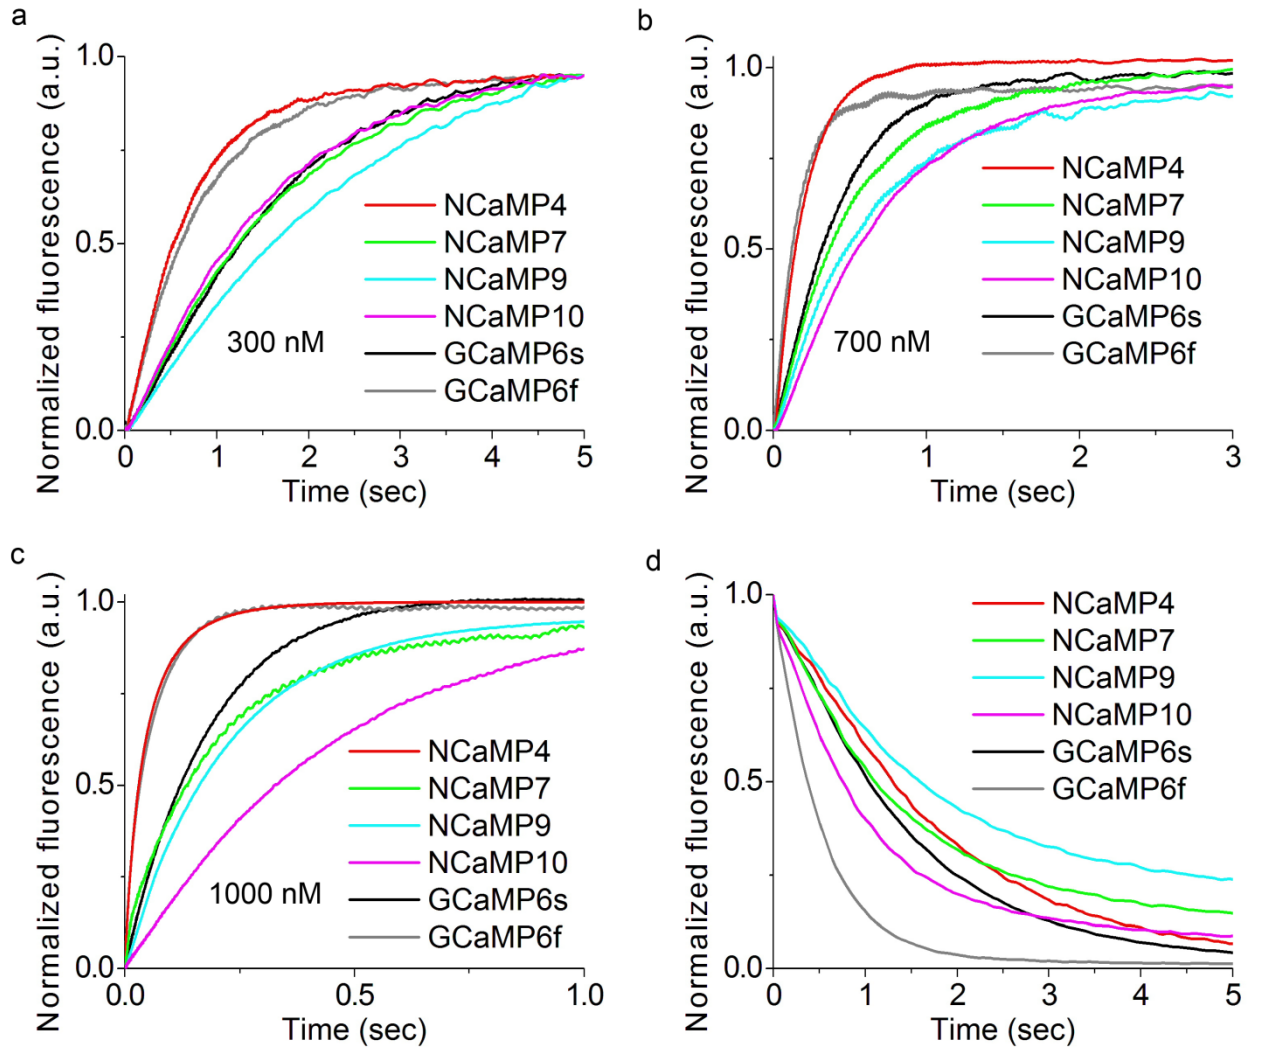 a
Normalized fluorescence (a.u.)
1.0
0.5
0.0
NCaMP4
NCaMP7
NCaMP9
NCaMP10
GCaMP6s
GCaMP6f
300 nM
0 1 2 3 4 5
Time (sec)
b
Normalized fluorescence (a.u.)
1.0
0.5
0.0
NCaMP4
NCaMP7
NCaMP9
NCaMP10
GCaMP6s
GCaMP6f
700 nM
0 1 2 3
Time (sec)
c
Normalized fluorescence (a.u.)
1.0
0.5
0.0
NCaMP4
NCaMP7
NCaMP9
NCaMP10
GCaMP6s
GCaMP6f
1000 nM
0.0 0.5 1.0
Time (sec)
d
Normalized fluorescence (a.u.)
1.0
0.5
0.0
NCaMP4
NCaMP7
NCaMP9
NCaMP10
GCaMP6s
GCaMP6f
0 1 2 3 4 5
Time (sec)